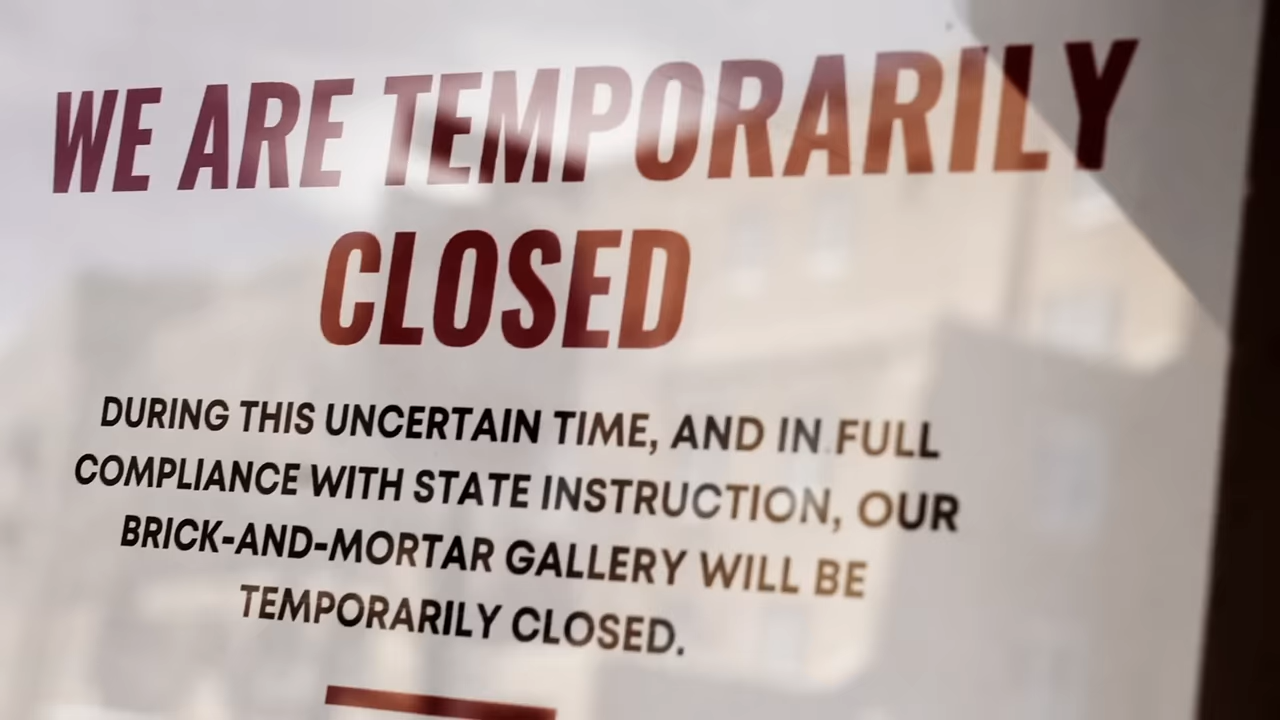 WE ARE TEMPORARILY
CLOSED
DURING THIS UNCERTAIN TIME, AND IN FULL
COMPLIANCE WITH STATE INSTRUCTION, OUR
BRICK-AND-MORTAR GALLERY WILL BE
TEMPORARILY CLOSED.